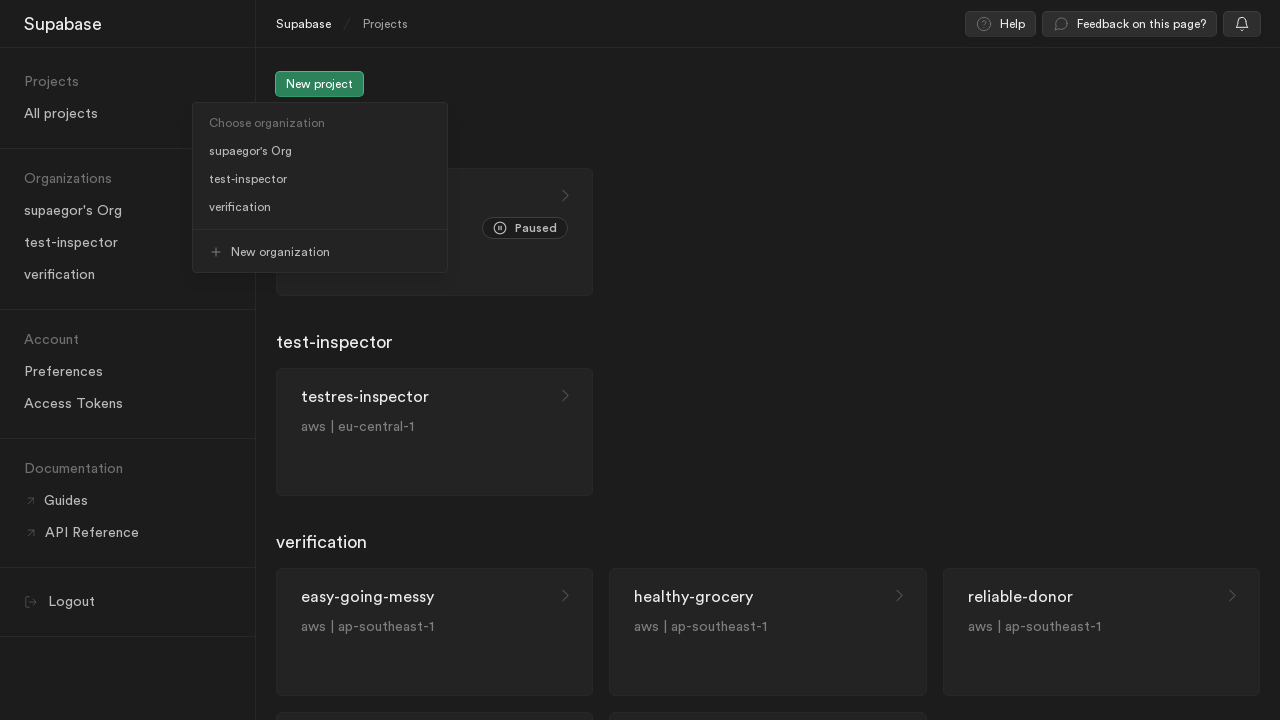 Supabase
Supabase / Projects
Help
Feedback on this page?
Projects
All projects
Organizations
supaegor's Org
test-inspector
verification
Account
Preferences
Access Tokens
Documentation
Guides
API Reference
Logout
New project
Choose organization
supaegor's Org
test-inspector
verification
New organization
Paused
test-inspector
testres-inspector
aws | eu-central-1
verification
easy-going-messy
aws | ap-southeast-1
healthy-grocery
aws | ap-southeast-1
reliable-donor
aws | ap-southeast-1